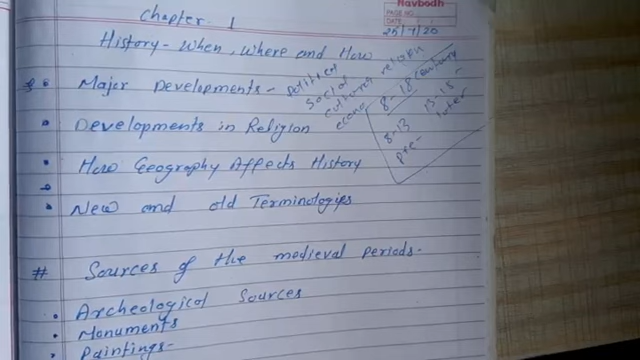 Navbodh
PAGE NO.
DATE 25/7/20
Chapter 1
History - When, Where and How
Major Developments - Political
Social
cultural religion
econo
8 - 18 century
8-13 13-15
pre- later
Developments in Religion
How Geography Affects History
New and old Terminologies
# Sources of the medieval periods.
Archeological Sources
Monuments
Paintings-